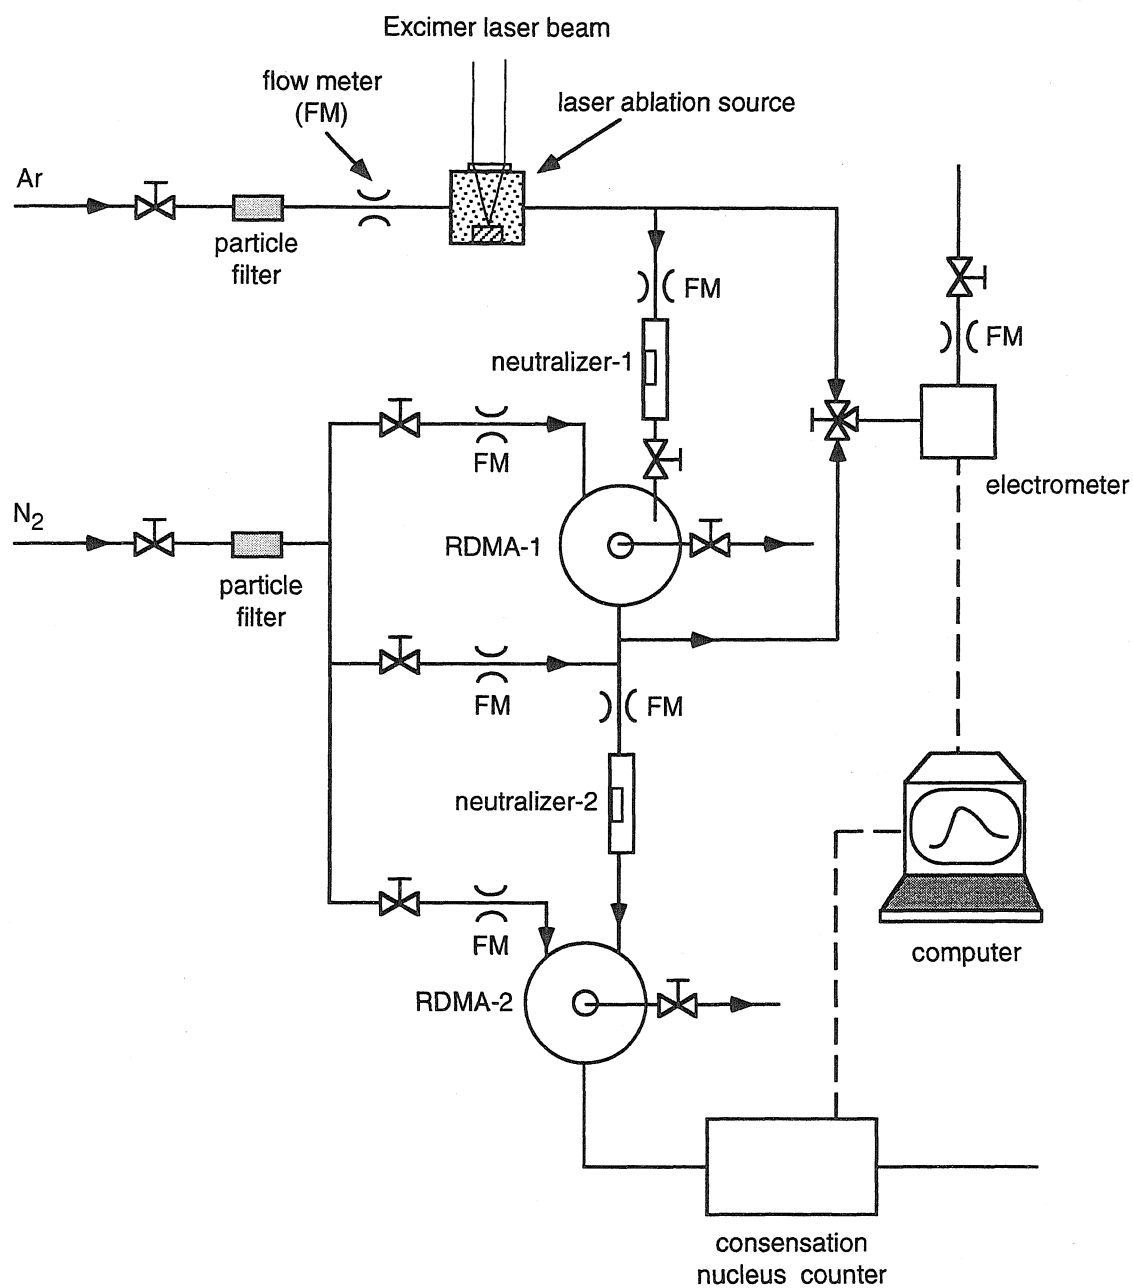 Excimer laser beam
flow meter
(FM)
laser ablation source
Ar
particle
filter
FM
FM
neutralizer-1
FM
electrometer
N2
RDMA-1
particle
filter
FM
FM
neutralizer-2
FM
computer
RDMA-2
consensation
nucleus counter